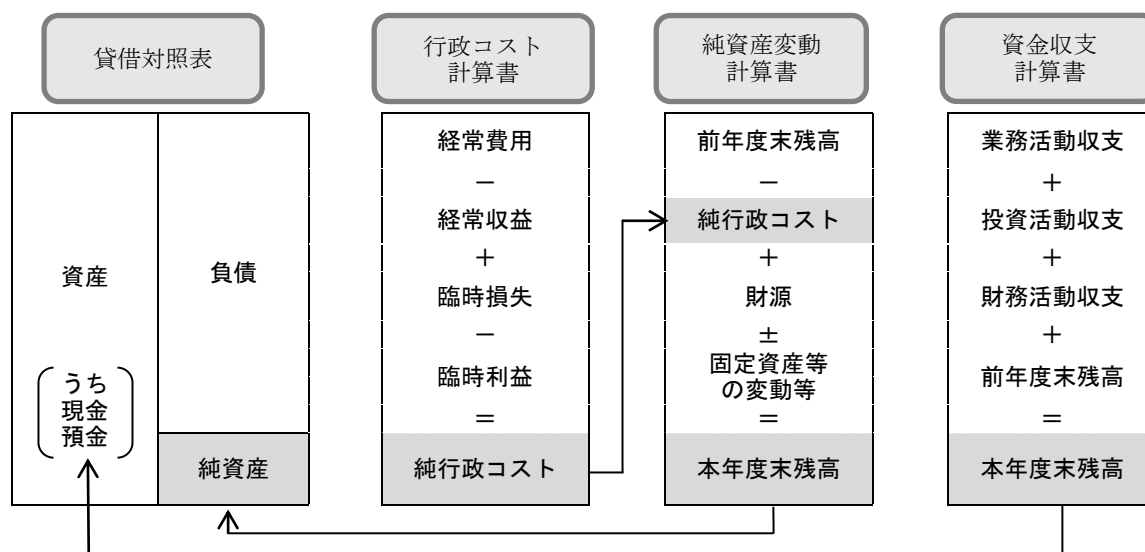 貸借対照表
資産
うち
現金
預金
負債
純資産
行政コスト
計算書
経常費用
−
経常収益
＋
臨時損失
−
臨時利益
＝
純行政コスト
純資産変動
計算書
前年度末残高
−
純行政コスト
＋
財源
±
固定資産等
の変動等
＝
本年度末残高
資金収支
計算書
業務活動収支
＋
投資活動収支
＋
財務活動収支
＋
前年度末残高
＝
本年度末残高